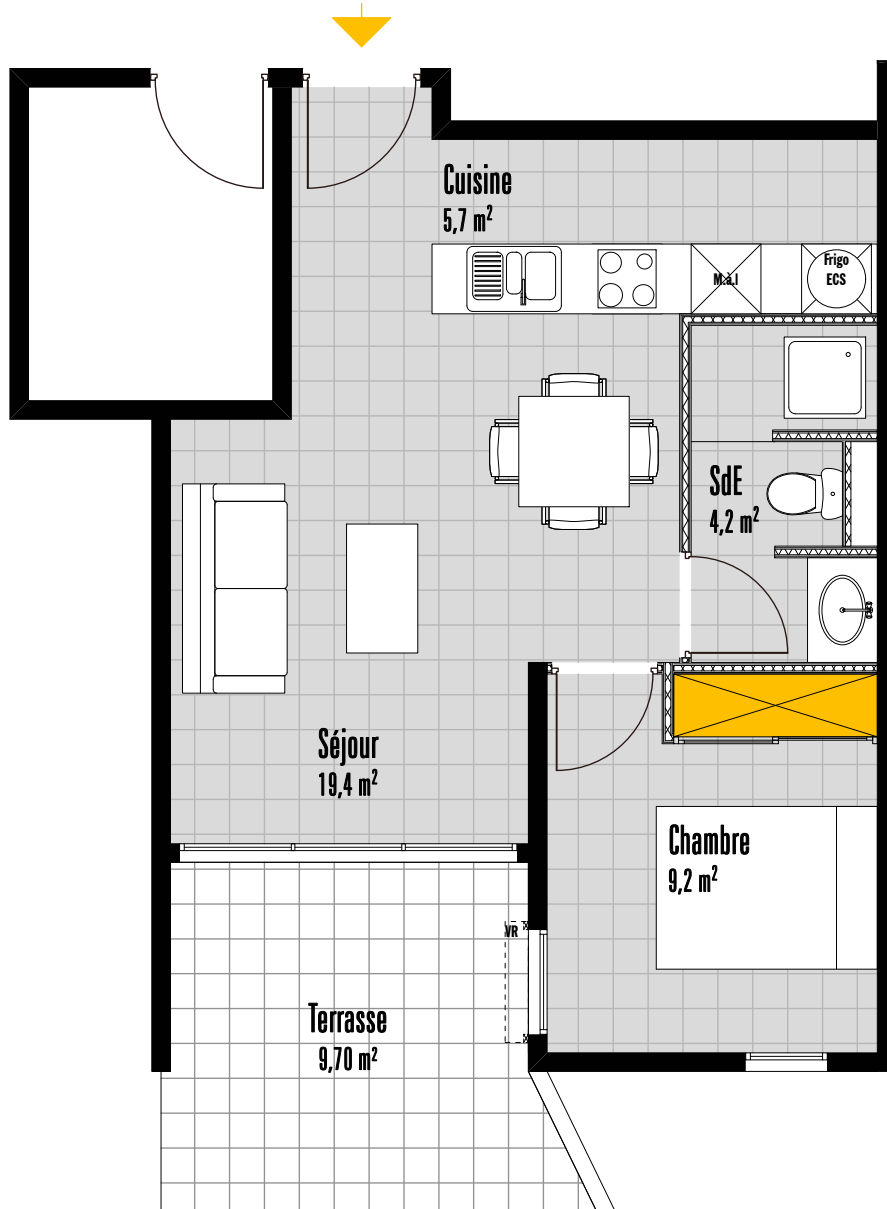 Cuisine
5,7 m²
M.à.l
Frigo
ECS
SdE
4,2 m²
Séjour
19,4 m²
Chambre
9,2 m²
VR
Terrasse
9,70 m²